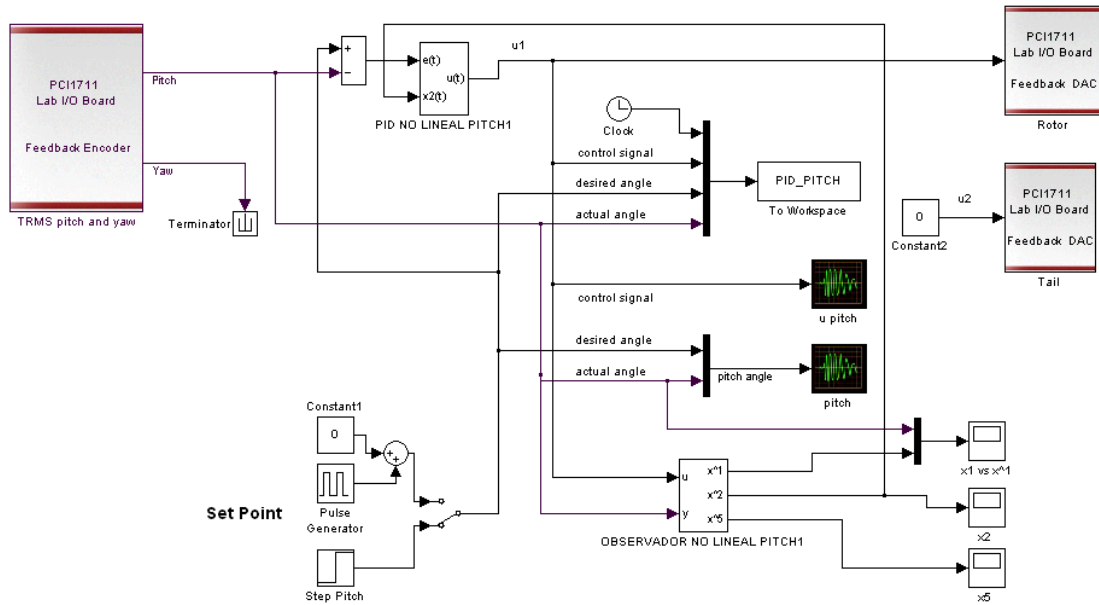 PCI1711
Lab I/O Board
Feedback Encoder
TRMS pitch and yaw
Pitch
Yaw
Terminator
+
−
e(t)
x2(t)
u(t)
PID NO LINEAL PITCH1
u1
Clock
control signal
desired angle
actual angle
PID_PITCH
To Workspace
PCI1711
Lab I/O Board
Feedback DAC
Rotor
0
Constant2
u2
PCI1711
Lab I/O Board
Feedback DAC
Tail
control signal
u pitch
desired angle
actual angle
pitch angle
pitch
Constant1
0
+
+
Pulse
Generator
Set Point
Step Pitch
u
y
x^1
x^2
x^5
OBSERVADOR NO LINEAL PITCH1
x1 vs x^1
x2
x5